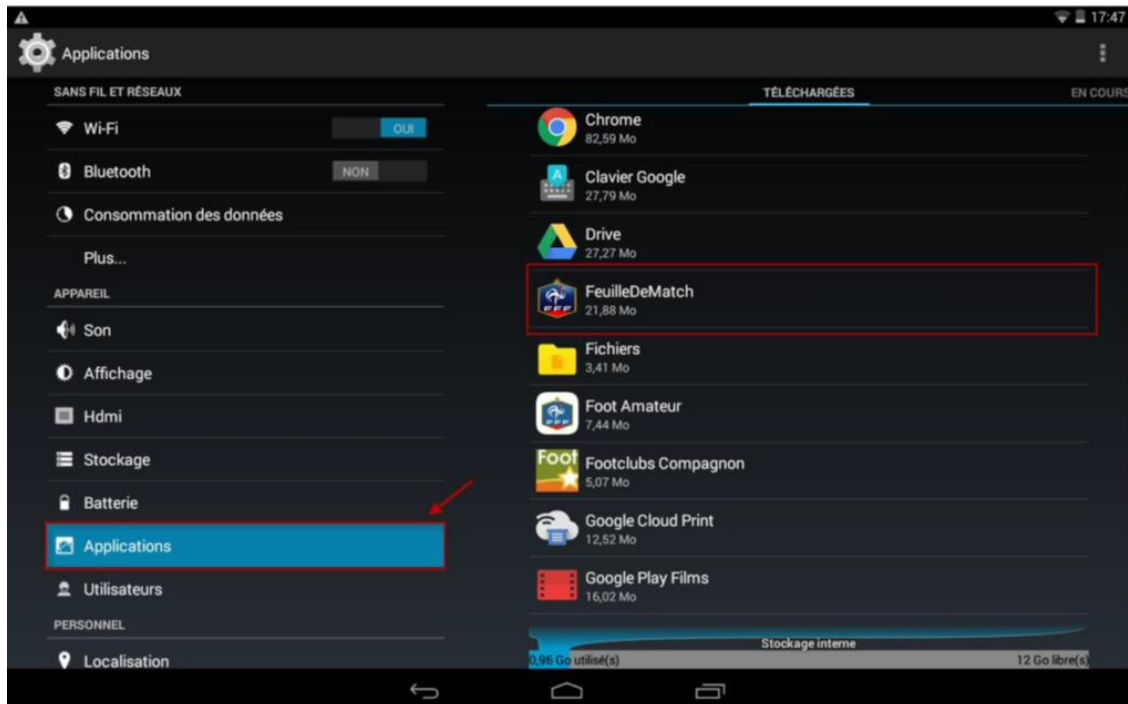 17:47
Applications
SANS FIL ET RÉSEAUX
Wi-Fi OUI
Bluetooth NON
Consommation des données
Plus...
APPAREIL
Son
Affichage
Hdmi
Stockage
Batterie
Applications
Utilisateurs
PERSONNEL
Localisation
TÉLÉCHARGÉES EN COURS
Chrome
82,59 Mo
A
Clavier Google
27,79 Mo
Drive
27,27 Mo
FFF
FeuilleDeMatch
21,88 Mo
Fichiers
3,41 Mo
FFF
Foot Amateur
7,44 Mo
Foot
Footclubs Compagnon
5,07 Mo
Google Cloud Print
12,52 Mo
Google Play Films
16,02 Mo
Stockage interne
0,96 Go utilisé(s) 12 Go libre(s)